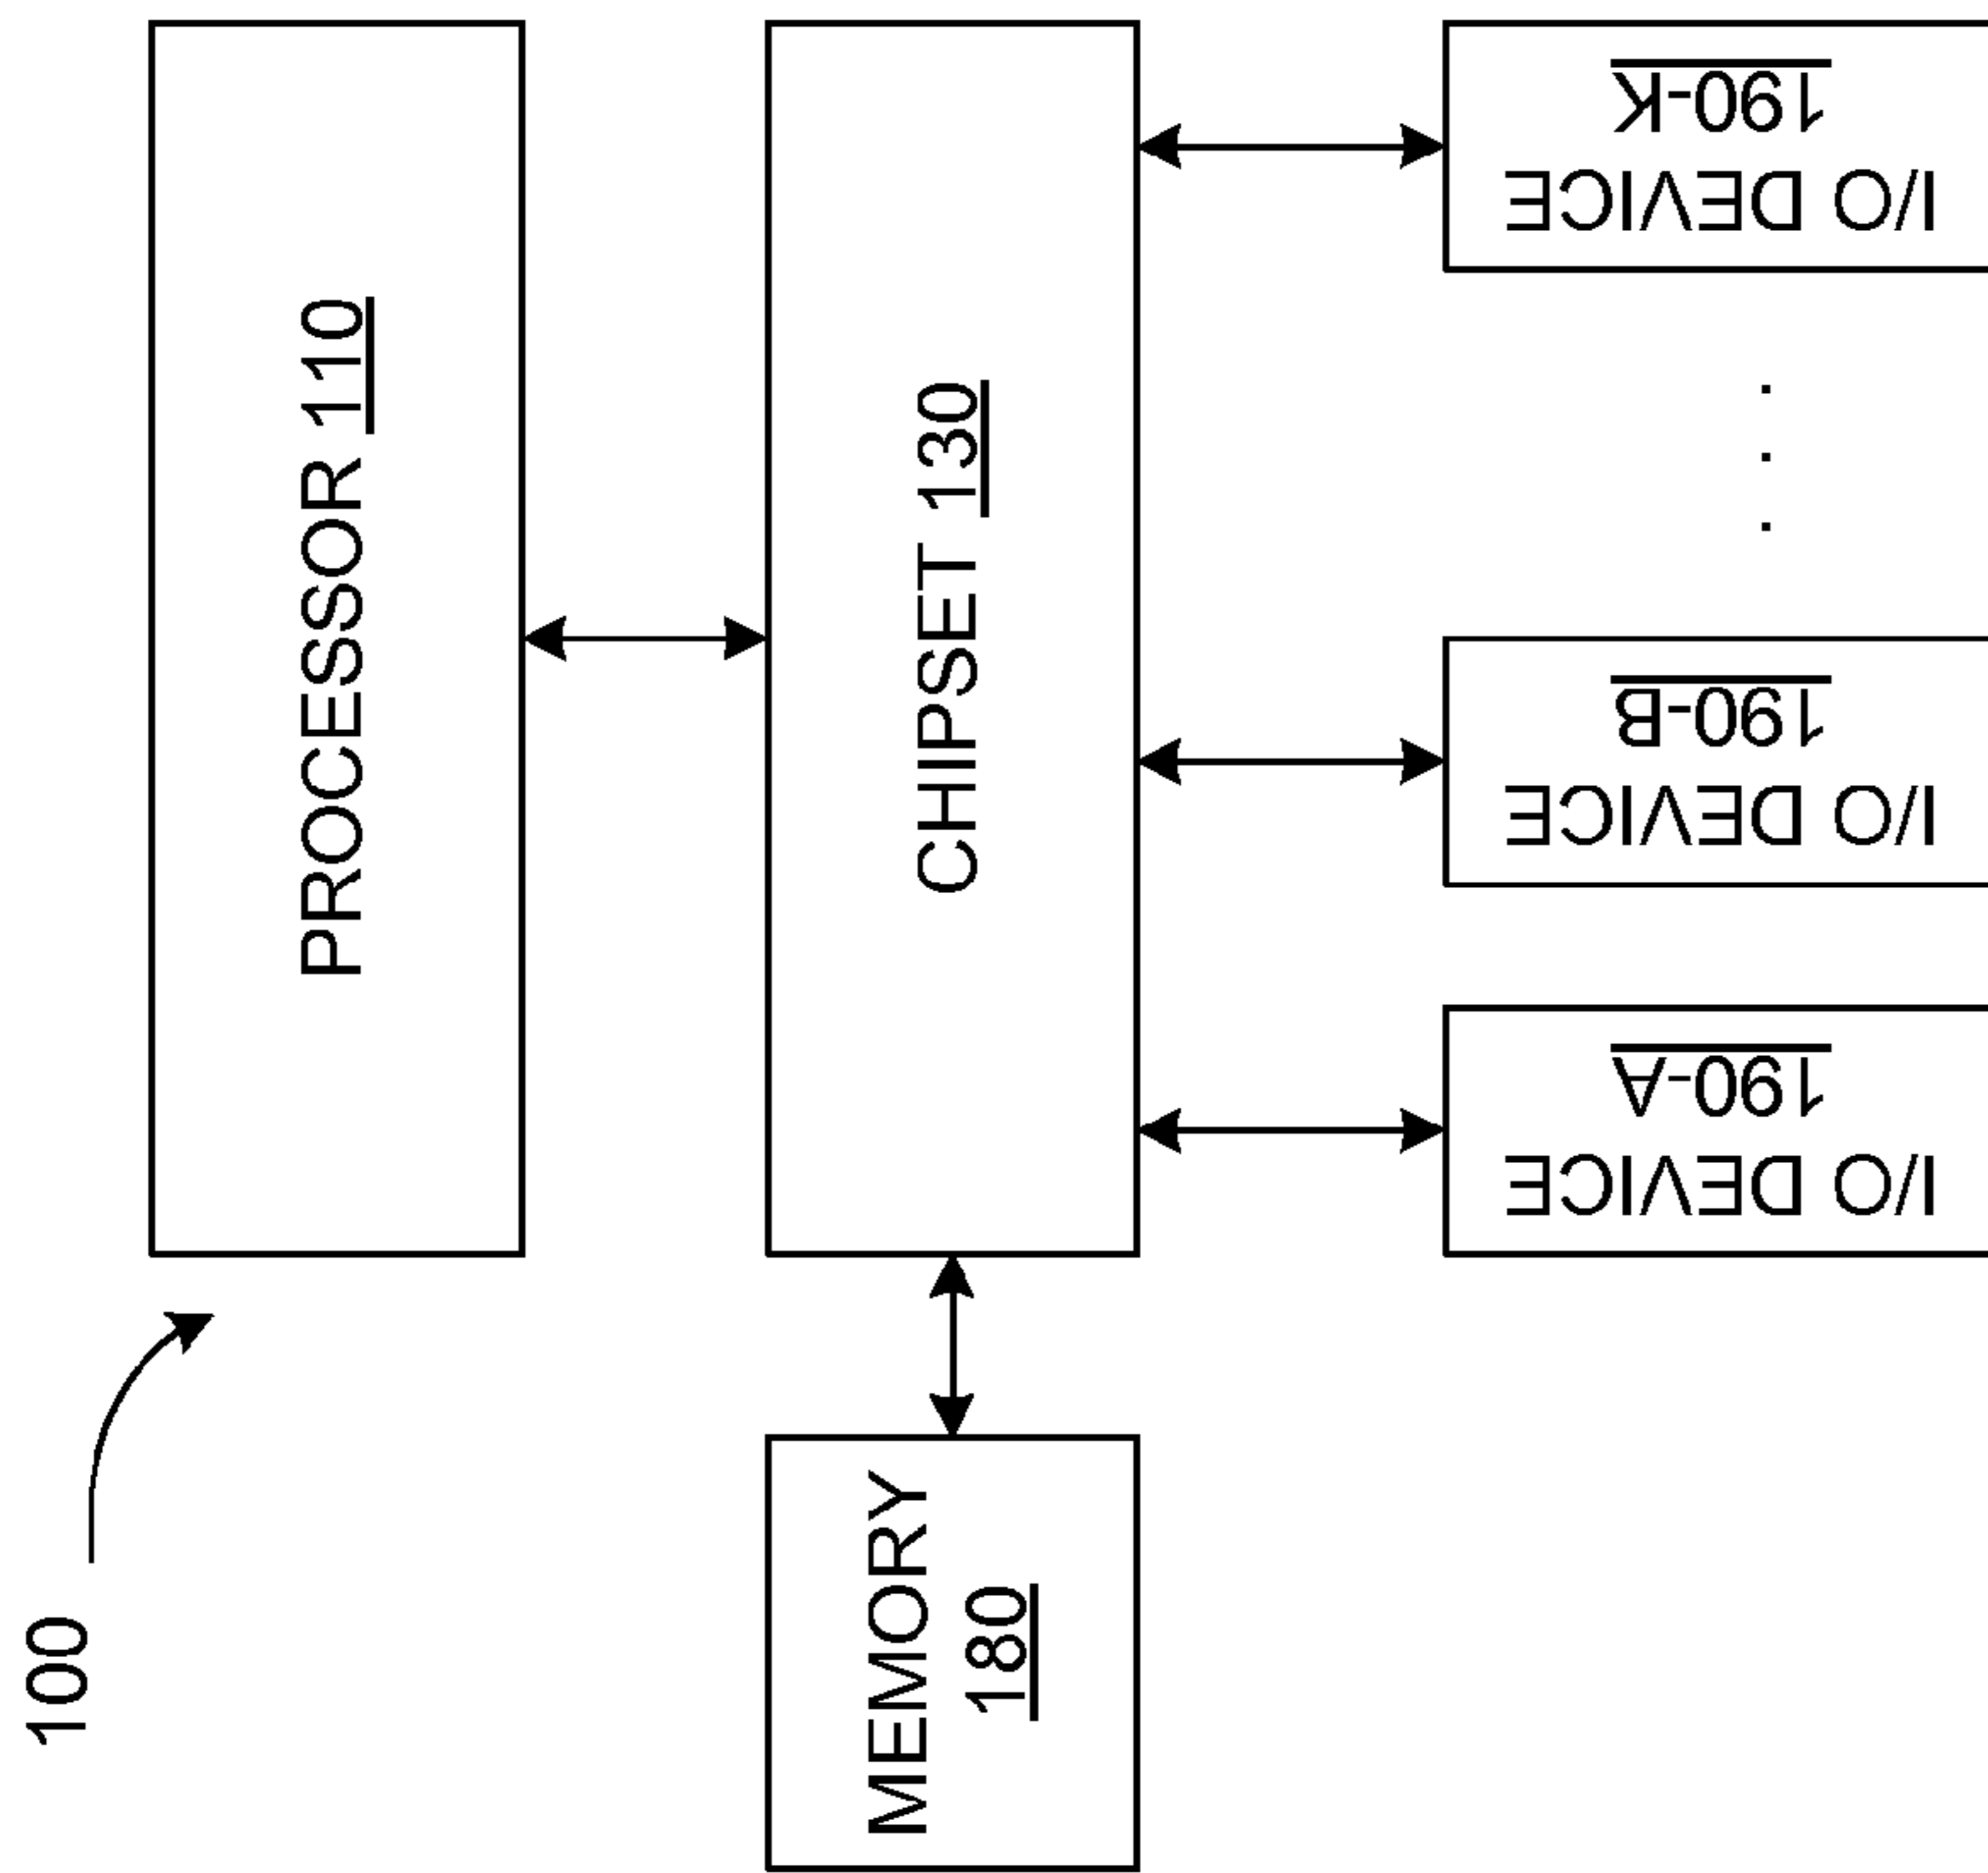 100
PROCESSOR 110
CHIPSET 130
MEMORY
180
I/O DEVICE
190-A
I/O DEVICE
190-B
. . .
I/O DEVICE
190-K